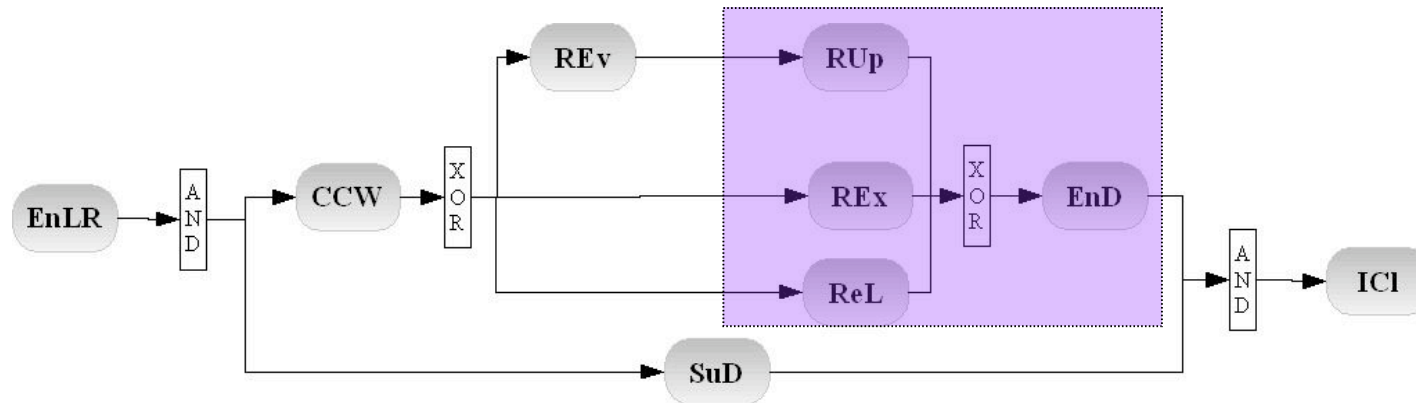 REv
RUp
EnLR
AND
CCW
XOR
REx
XOR
EnD
ReL
AND
ICl
SuD